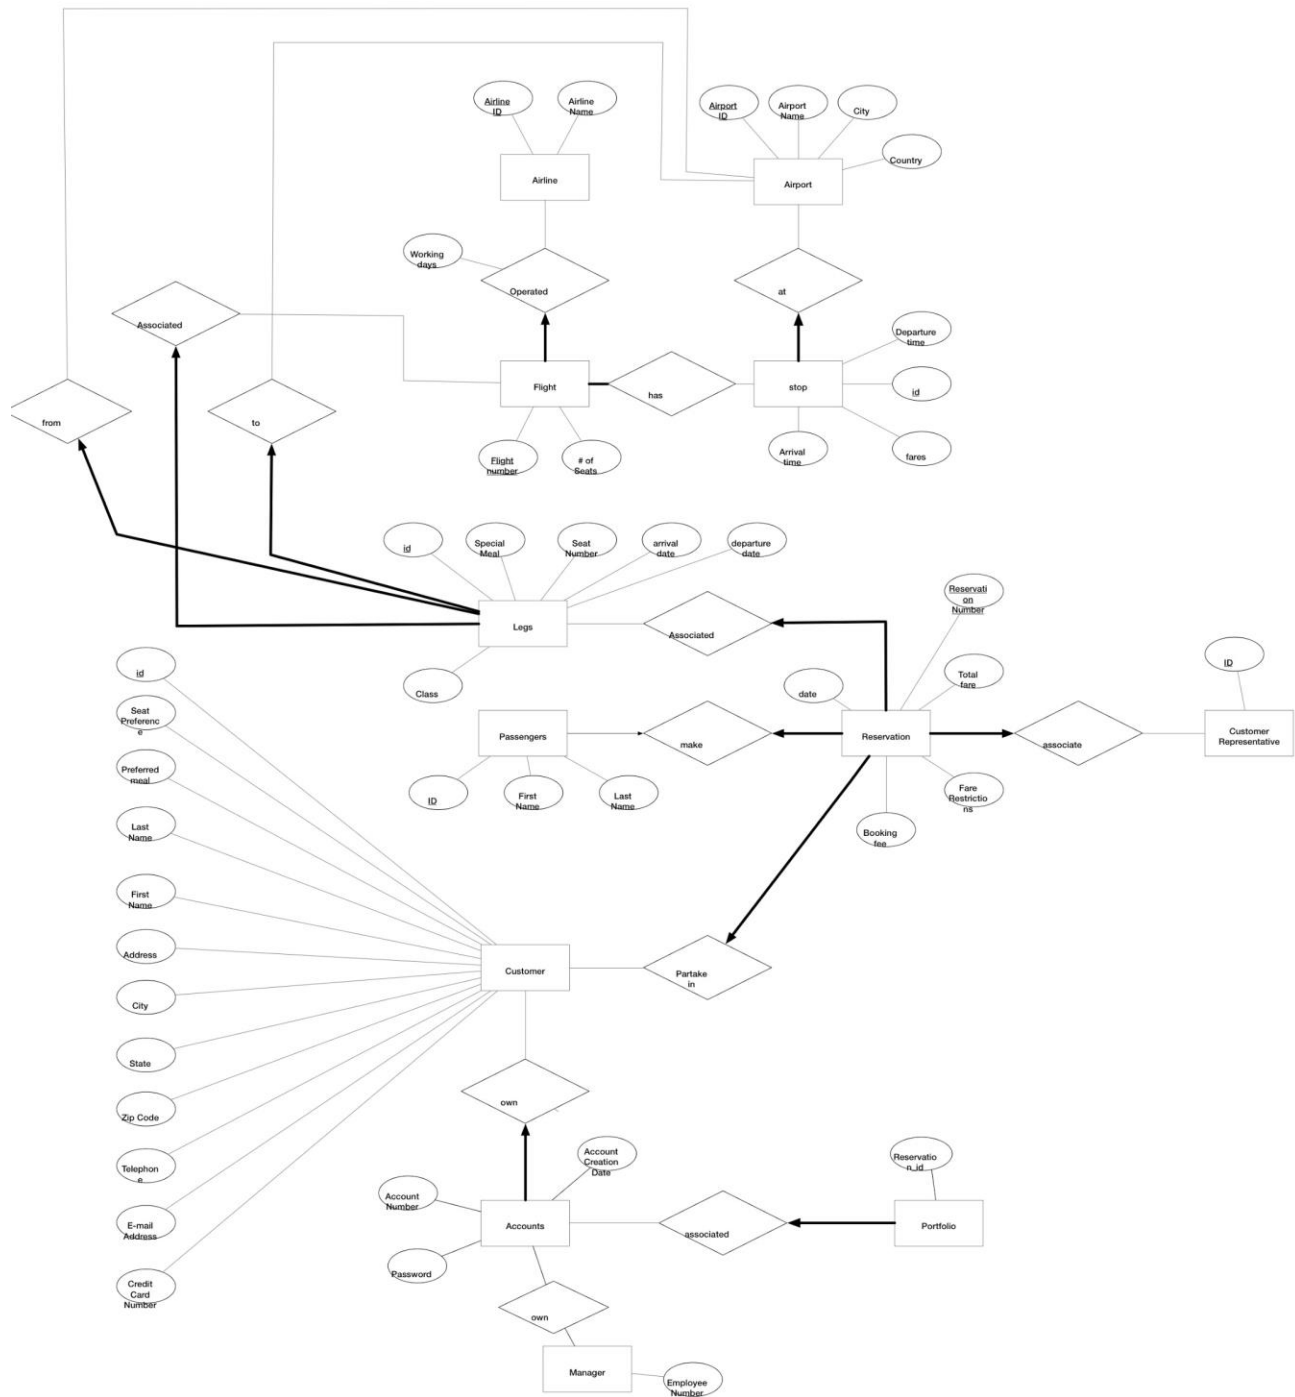 Airline
ID
Airline
Name
Airport
ID
Airport
Name
City
Country
Airline
Airport
Working
days
Operated
at
Associated
Departure
time
Flight
has
stop
id
from
to
Flight
number
# of
Seats
Arrival
time
fares
id
Special
Meal
Seat
Number
arrival
date
departure
date
Reservati
on
Number
Legs
Associated
id
Class
date
Total
fare
ID
Seat
Preferenc
e
Passengers
make
Reservation
associate
Customer
Representative
Preferred
meal
ID
First
Name
Last
Name
Fare
Restrictio
ns
Last
Name
Booking
fee
First
Name
Address
Customer
Partake
in
City
State
Zip Code
own
Telephon
e
Account
Creation
Date
Reservatio
n_id
Account
Number
E-mail
Address
Accounts
associated
Portfolio
Password
Credit
Card
Number
own
Manager
Employee
Number